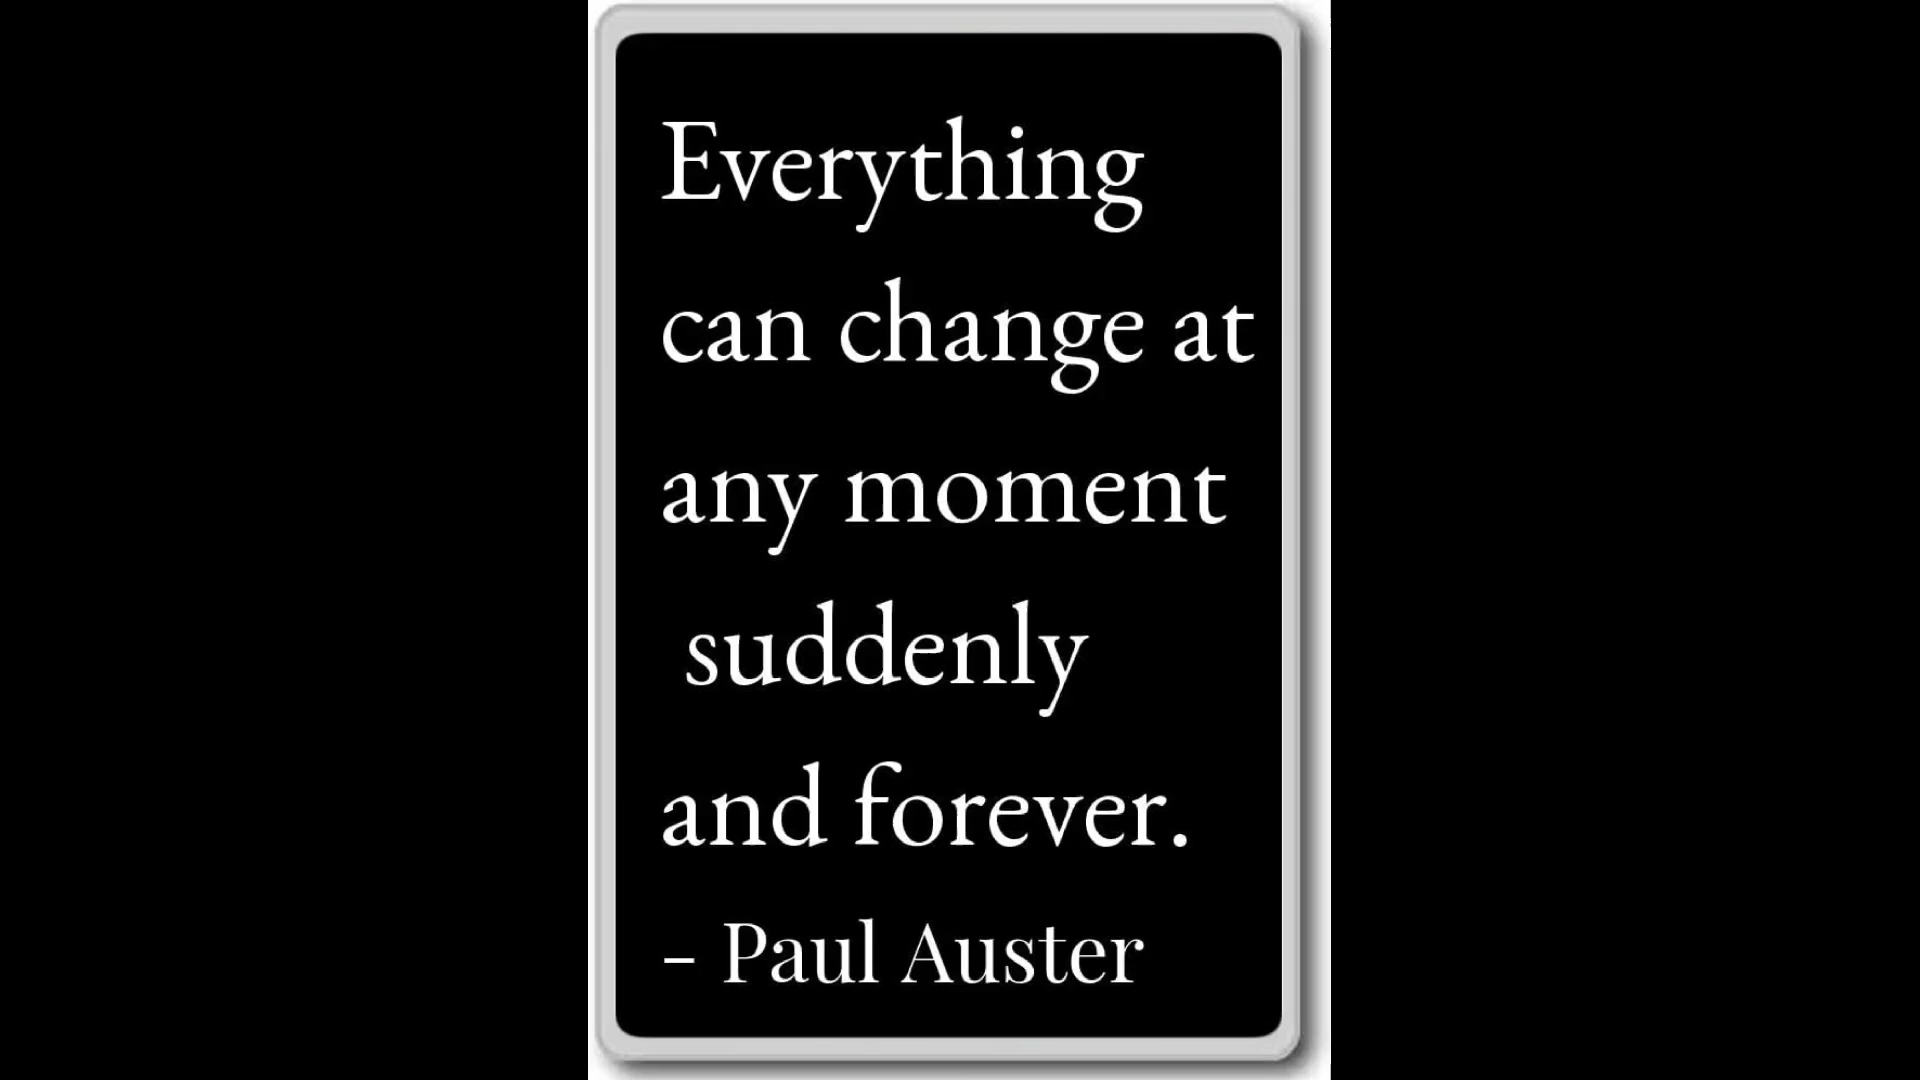 Everything
can change at
any moment
suddenly
and forever.
- Paul Auster